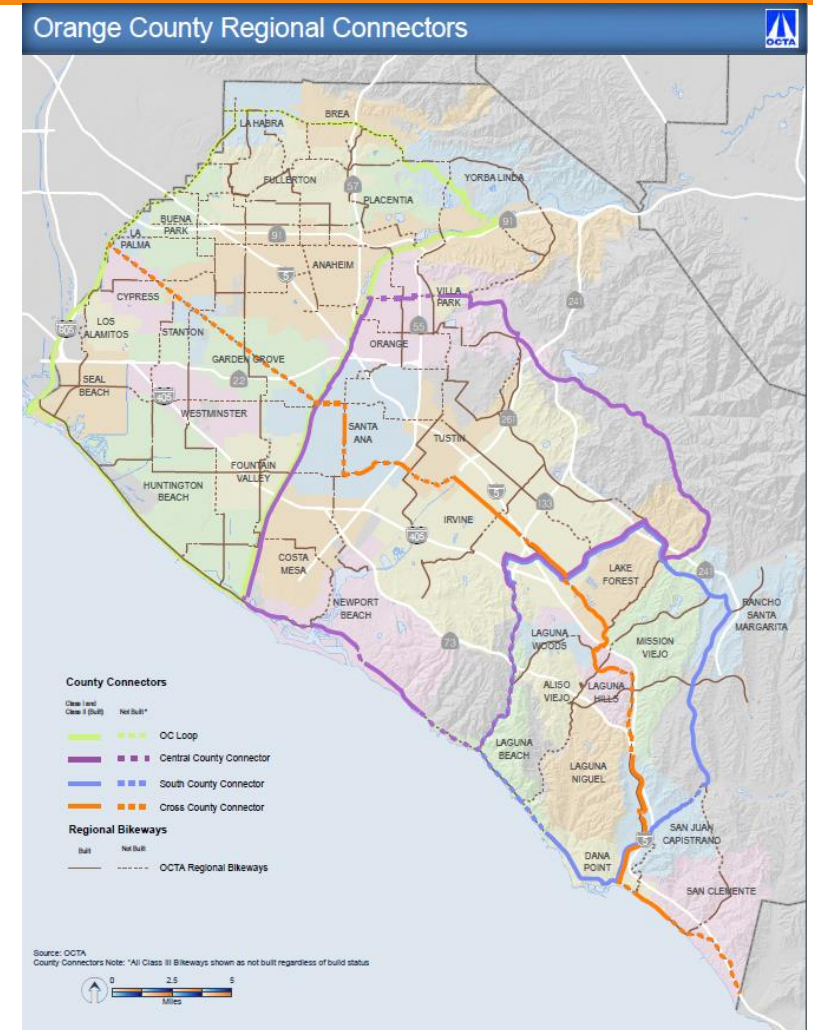 Orange County Regional Connectors
OCTA
BREA
LA HABRA
FULLERTON
YORBA LINDA
57
PLACENTIA
BUENA
PARK
91
LA
PALMA
91
ANAHEIM
5
CYPRESS
VILLA
PARK
241
LOS
ALAMITOS
605
STANTON
55
ORANGE
GARDEN GROVE
22
SEAL
BEACH
405
WESTMINSTER
SANTA
ANA
261
TUSTIN
FOUNTAIN
VALLEY
HUNTINGTON
BEACH
5
133
IRVINE
405
COSTA
MESA
LAKE
FOREST
241
NEWPORT
BEACH
RANCHO
SANTA
MARGARITA
73
LAGUNA
WOODS
MISSION
VIEJO
ALISO
VIEJO
LAGUNA
HILLS
LAGUNA
BEACH
LAGUNA
NIGUEL
5
SAN JUAN
CAPISTRANO
DANA
POINT
SAN CLEMENTE
County Connectors
Class I and
Class II (Built)
Not Built*
OC Loop
Central County Connector
South County Connector
Cross County Connector
Regional Bikeways
Built
Not Built
OCTA Regional Bikeways
Source: OCTA
County Connectors Note: *All Class III Bikeways shown as not built regardless of build status
0 2.5 5
Miles